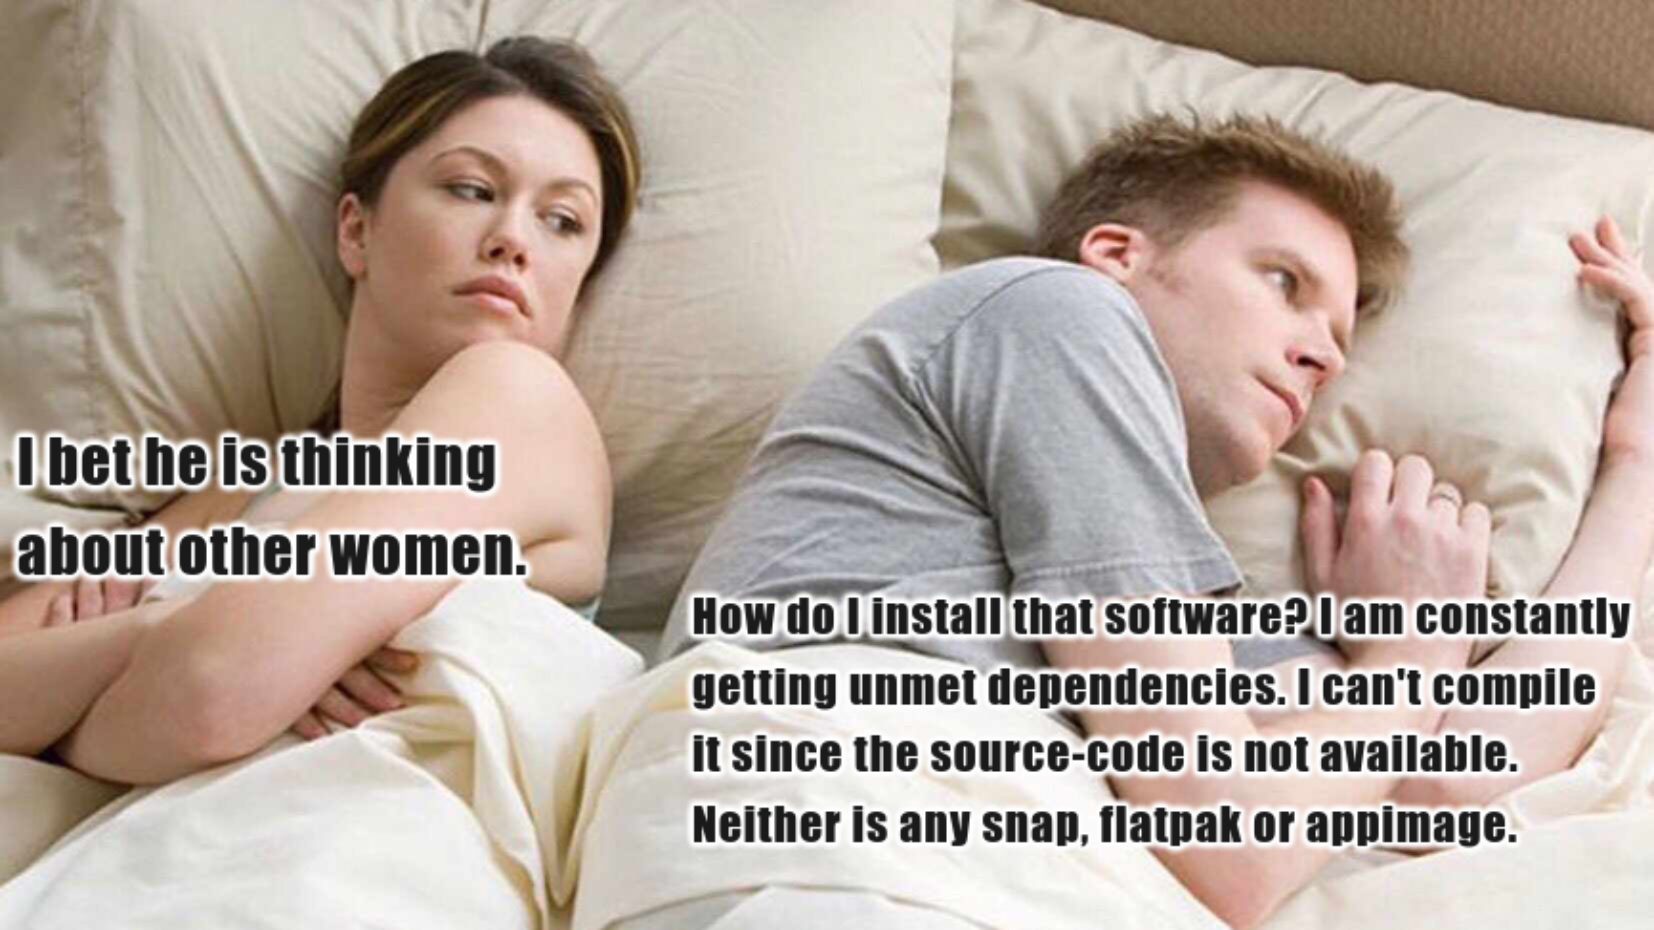 I bet he is thinking
about other women.
How do I install that software? I am constantly
getting unmet dependencies. I can't compile
it since the source-code is not available.
Neither is any snap, flatpak or appimage.